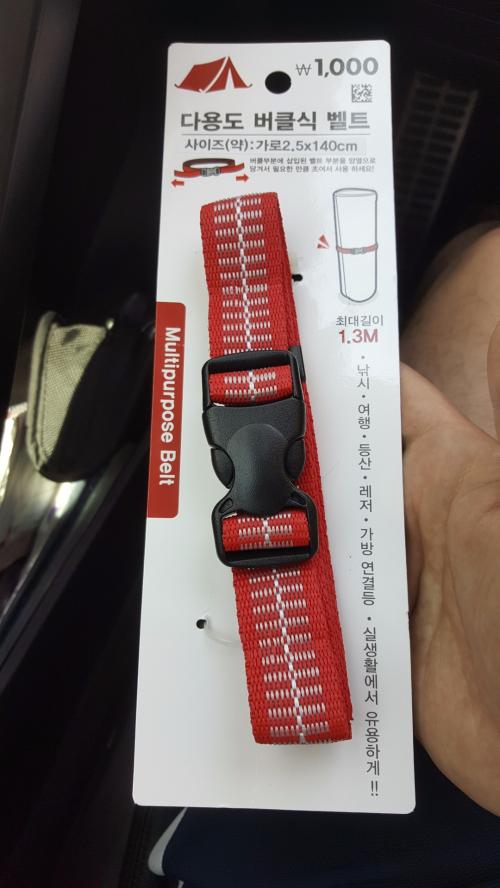 ₩1,000
다용도 버클식 벨트
사이즈(약):가로2.5x140cm
버클부분에 삽입된 벨트 부분을 양옆으로
당겨서 필요한 만큼 조여서 사용 하세요!
최대길이
1.3M
Multipurpose Belt
· 낚시 · 여행 · 등산 · 레저 · 가방 연결등 · 실생활에서 유용하게 !!